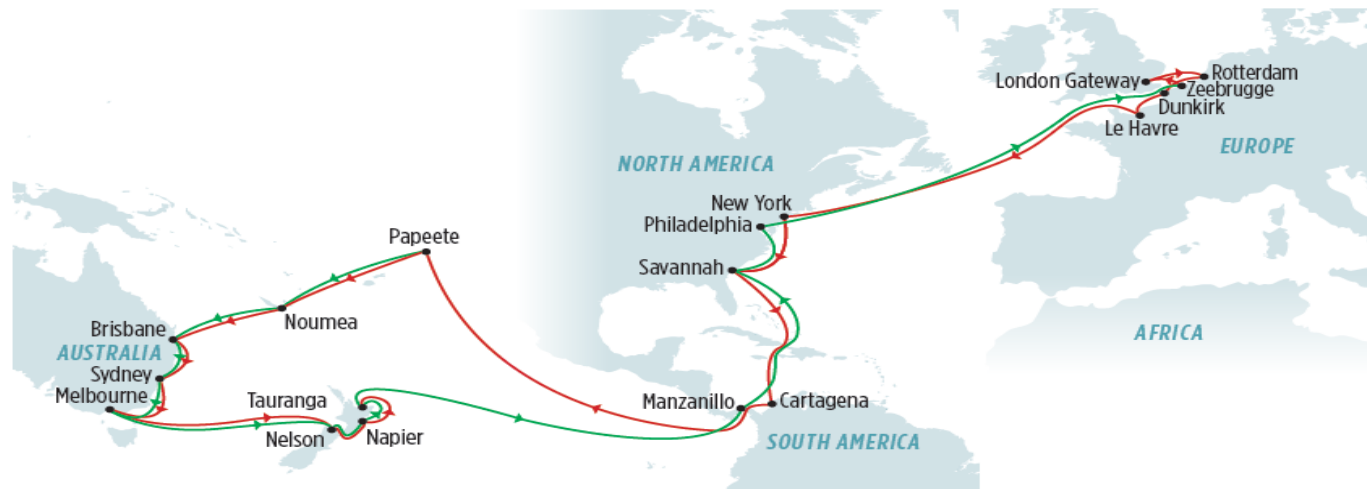 London Gateway
Rotterdam
Zeebrugge
Dunkirk
Le Havre
EUROPE
NORTH AMERICA
New York
Philadelphia
Papeete
Savannah
Noumea
Brisbane
AUSTRALIA
AFRICA
Sydney
Melbourne
Tauranga
Manzanillo
Cartagena
Nelson
Napier
SOUTH AMERICA